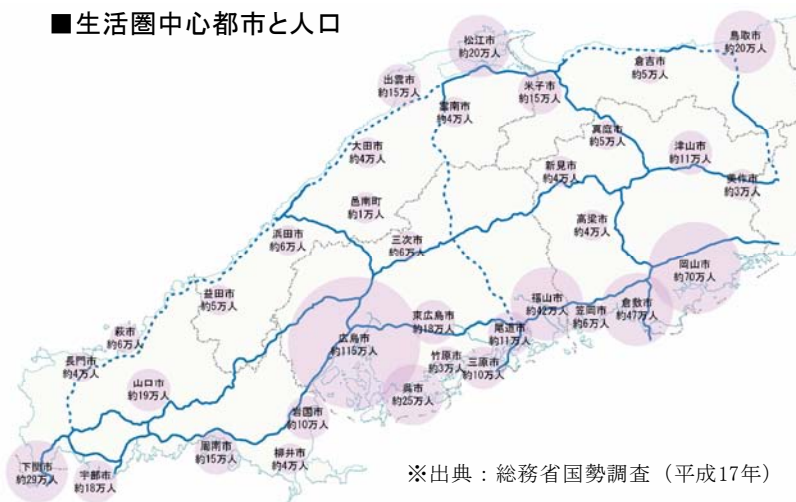 ■生活圏中心都市と人口
松江市
約20万人
鳥取市
約20万人
倉吉市
約5万人
出雲市
約15万人
米子市
約15万人
雲南市
約4万人
真庭市
約5万人
津山市
約11万人
大田市
約4万人
新見市
約4万人
美作市
約3万人
邑南町
約1万人
高梁市
約4万人
浜田市
約6万人
三次市
約6万人
岡山市
約70万人
益田市
約5万人
福山市
約42万人
倉敷市
約47万人
笠岡市
約6万人
東広島市
約18万人
尾道市
約11万人
萩市
約6万人
広島市
約115万人
竹原市
約3万人
三原市
約10万人
長門市
約4万人
山口市
約19万人
呉市
約25万人
岩国市
約10万人
周南市
約15万人
柳井市
約4万人
下関市
約29万人
宇部市
約18万人
※出典：総務省国勢調査（平成17年）